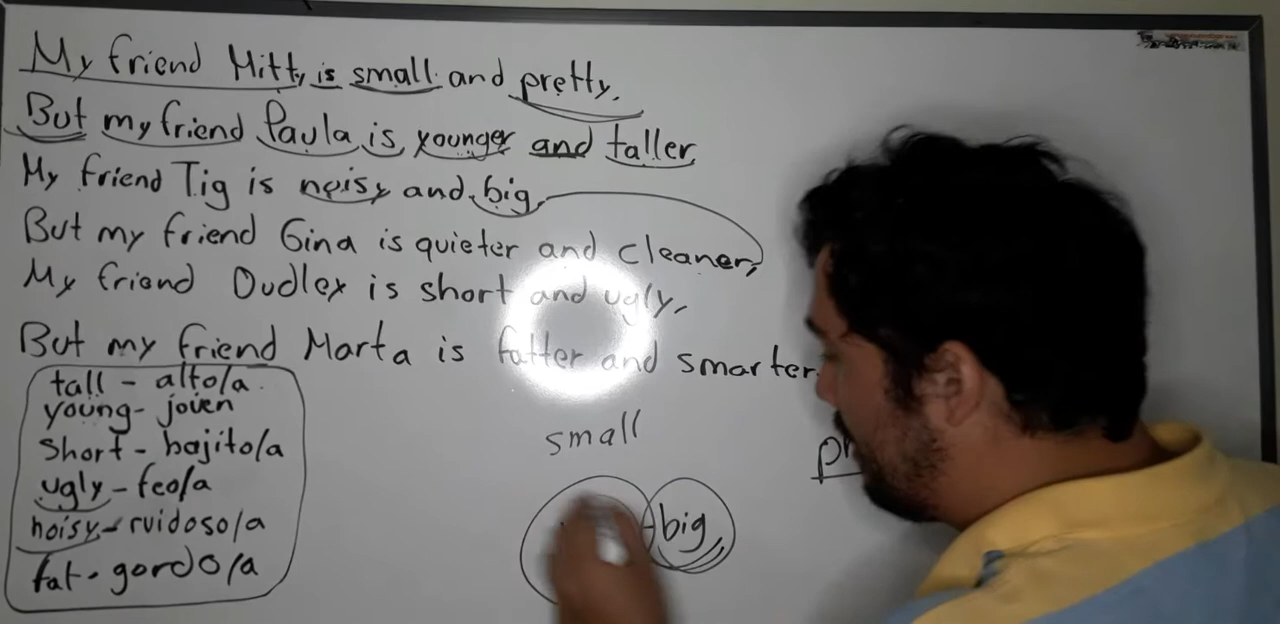 My friend Mitty is small and pretty.
But my friend Paula is younger and taller
My friend Tig is noisy and big,
But my friend Gina is quieter and cleaner,
My friend Dudley is short and ugly,
But my friend Marta is fatter and smarter.
tall - alto/a.
young - joven
short - bajito/a
ugly - feo/a
noisy - ruidoso/a
fat - gordo/a
small
big